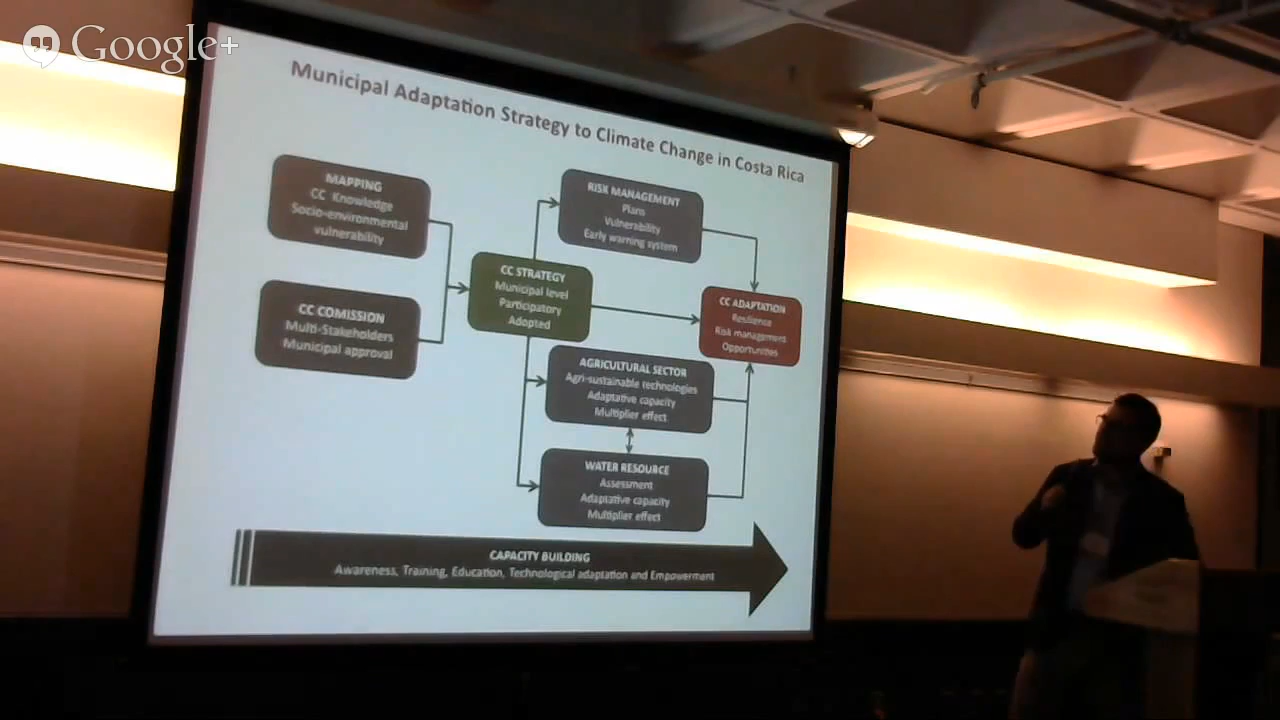 Google+
Municipal Adaptation Strategy to Climate Change in Costa Rica
MAPPING
CC Knowledge
Socio-environmental
vulnerability
CC COMISSION
Multi-Stakeholders
Municipal approval
CC STRATEGY
Municipal level
Participatory
Adopted
RISK MANAGEMENT
Plans
Vulnerability
Early warning system
CC ADAPTATION
Resilience
Risk management
Opportunities
AGRICULTURAL SECTOR
Agri-sustainable technologies
Adaptative capacity
Multiplier effect
WATER RESOURCE
Assessment
Adaptative capacity
Multiplier effect
CAPACITY BUILDING
Awareness, Training, Education, Technological adaptation and Empowerment